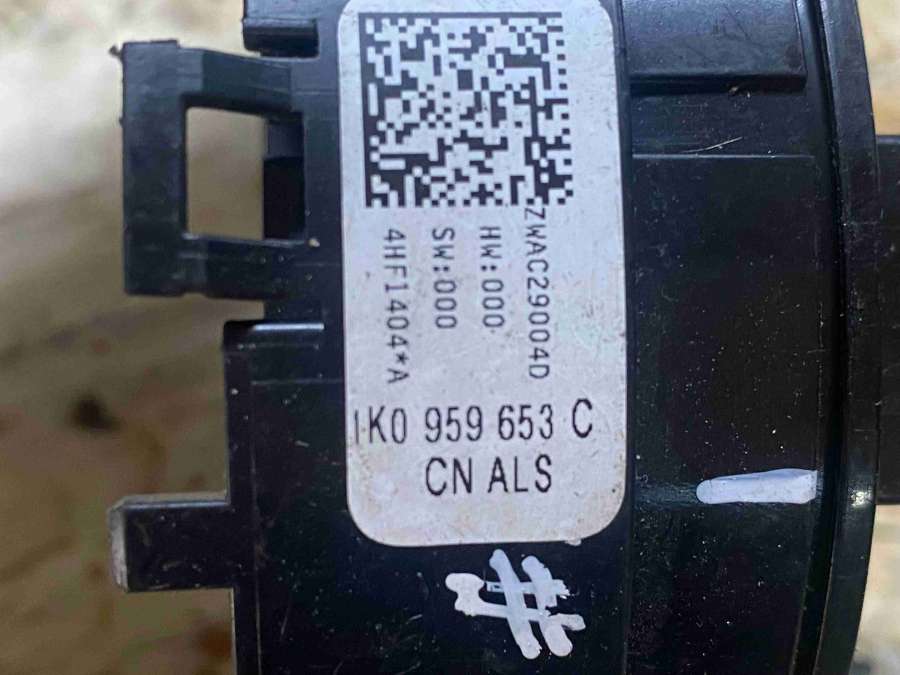 ZWAC29004D
HW:000
SW:000
4HF1404*A
1K0 959 653 C
CN ALS
#